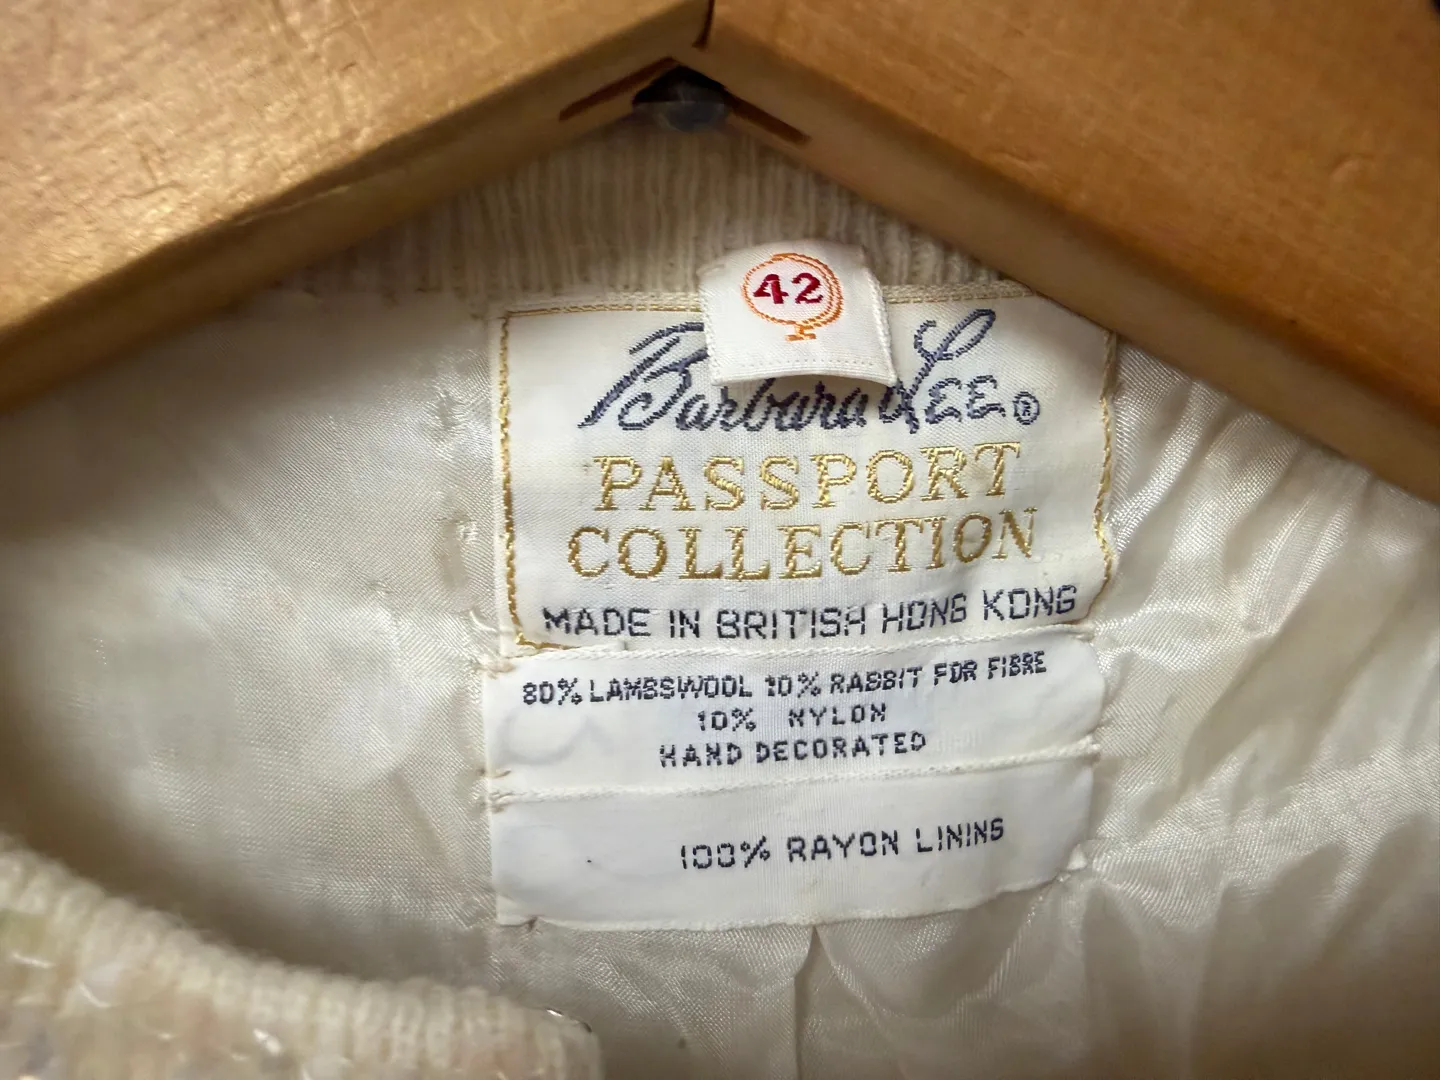 42
Barbara Lee®
PASSPORT
COLLECTION
MADE IN BRITISH HONG KONG
80% LAMBSWOOL 10% RABBIT FUR FIBRE
10% NYLON
HAND DECORATED
100% RAYON LINING